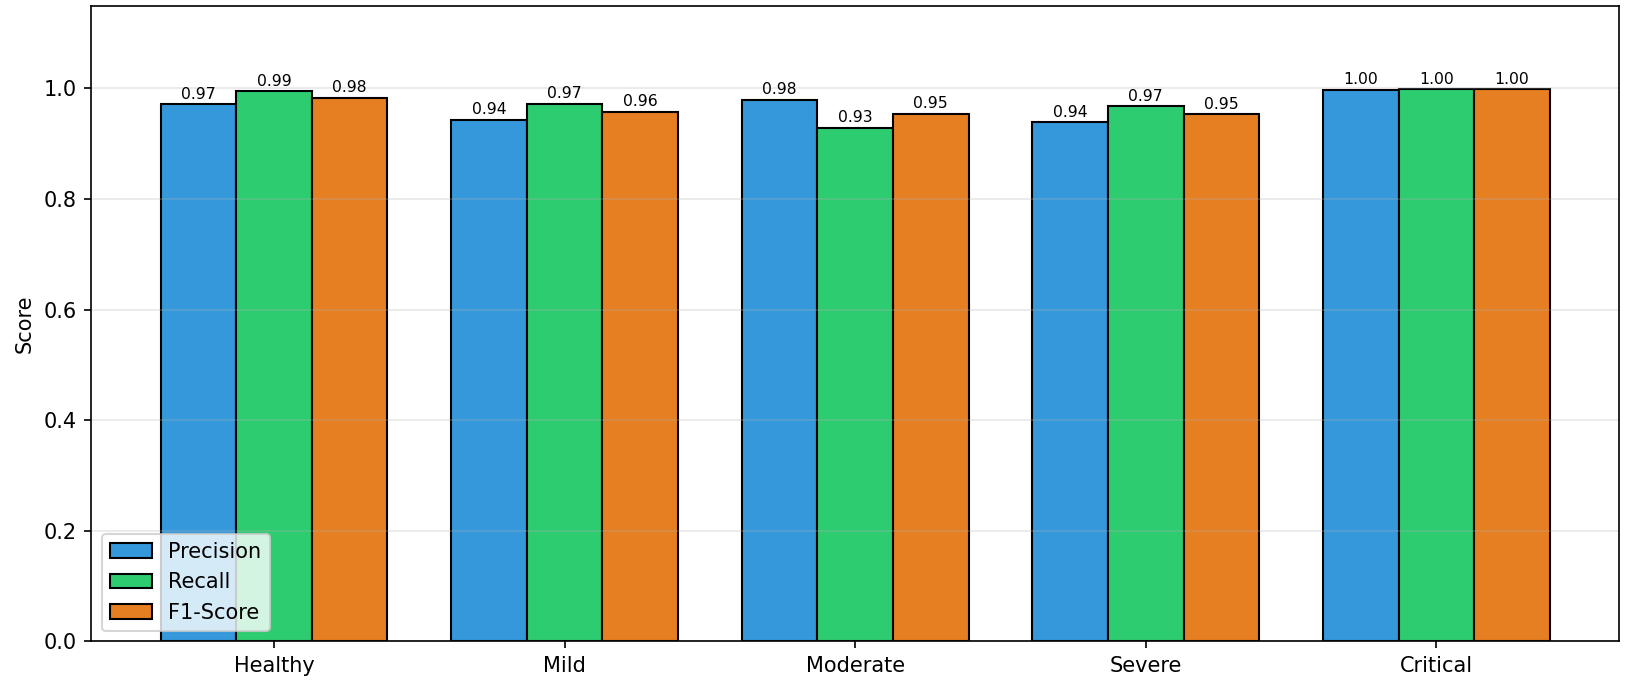 Score
1.0
0.8
0.6
0.4
0.2
0.0
0.97 0.99 0.98
0.94 0.97 0.96
0.98 0.93 0.95
0.94 0.97 0.95
1.00 1.00 1.00
Precision
Recall
F1-Score
Healthy Mild Moderate Severe Critical